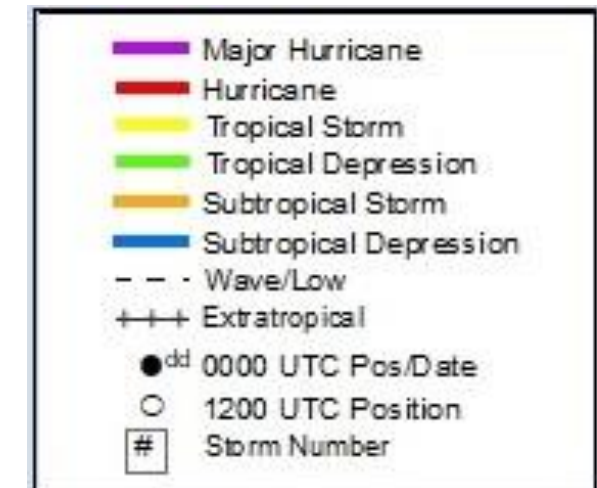 Major Hurricane
Hurricane
Tropical Storm
Tropical Depression
Subtropical Storm
Subtropical Depression
Wave/Low
Extratropical
dd 0000 UTC Pos/Date
1200 UTC Position
# Storm Number